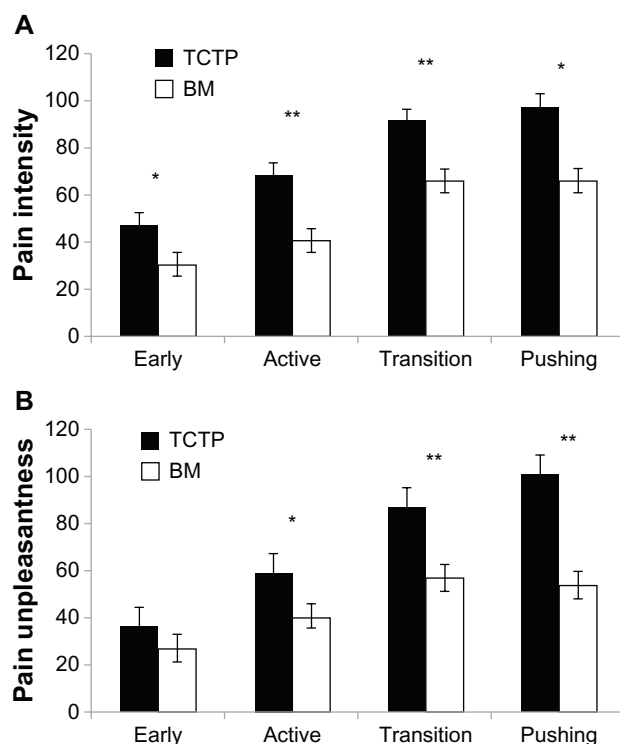 A
120
TCTP
BM
**
*
**
100
*
80
60
40
20
0
Pain intensity
Early Active Transition Pushing
B
120
TCTP
BM
**
**
100
*
80
60
40
20
0
Pain unpleasantness
Early Active Transition Pushing